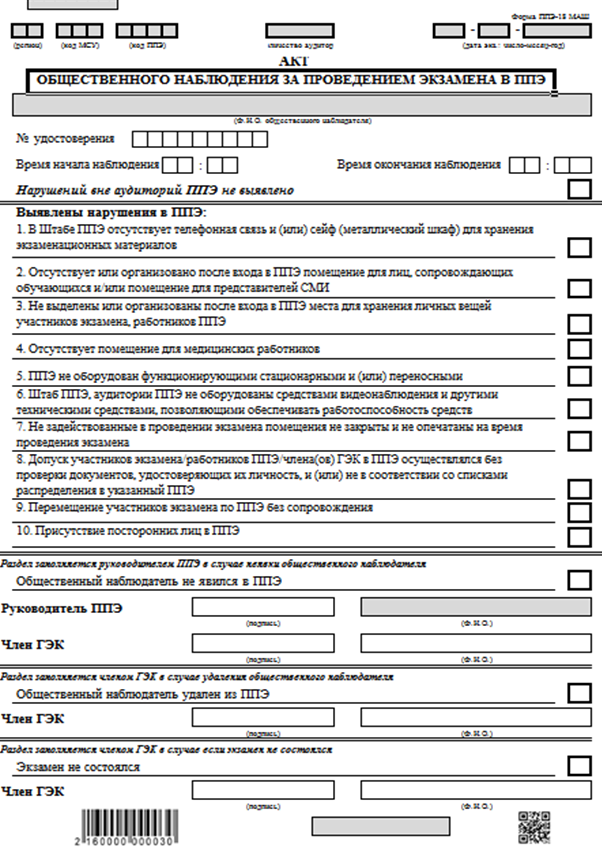 Форма ППЭ-18 МАШ
(регион) (код МСУ) (код ППЭ) (дата экз.: число-месяц-год)
АКТ
ОБЩЕСТВЕННОГО НАБЛЮДЕНИЯ ЗА ПРОВЕДЕНИЕМ ЭКЗАМЕНА В ППЭ
(Ф.И.О. общественного наблюдателя)
№ удостоверения
Время начала наблюдения : Время окончания наблюдения :
Нарушений вне аудиторий ППЭ не выявлено
Выявлены нарушения в ППЭ:
1. В Штабе ППЭ отсутствует телефонная связь и (или) сейф (металлический шкаф) для хранения
экзаменационных материалов
2. Отсутствует или организовано после входа в ППЭ помещение для лиц, сопровождающих
обучающихся и/или помещение для представителей СМИ
3. Не выделены или организованы после входа в ППЭ места для хранения личных вещей
участников экзамена, работников ППЭ
4. Отсутствует помещение для медицинских работников
5. ППЭ не оборудован функционирующими стационарными и (или) переносными
6. Штаб ППЭ, аудитории ППЭ не оборудованы средствами видеонаблюдения и другими
техническими средствами, позволяющими обеспечивать работоспособность средств
7. Не задействованные в проведении экзамена помещения не закрыты и не опечатаны на время
проведения экзамена
8. Допуск участников экзамена/работников ППЭ/члена(ов) ГЭК в ППЭ осуществлялся без
проверки документов, удостоверяющих их личность, и (или) не в соответствии со списками
распределения в указанный ППЭ
9. Перемещение участников экзамена по ППЭ без сопровождения
10. Присутствие посторонних лиц в ППЭ
Раздел заполняется руководителем ППЭ в случае неявки общественного наблюдателя
Общественный наблюдатель не явился в ППЭ
Руководитель ППЭ
(подпись) (Ф.И.О.)
Член ГЭК
(подпись) (Ф.И.О.)
Раздел заполняется членом ГЭК в случае удаления общественного наблюдателя
Общественный наблюдатель удален из ППЭ
Член ГЭК
(подпись) (Ф.И.О.)
Раздел заполняется членом ГЭК в случае если экзамен не состоялся
Экзамен не состоялся
Член ГЭК
(подпись) (Ф.И.О.)
2 160000 000030